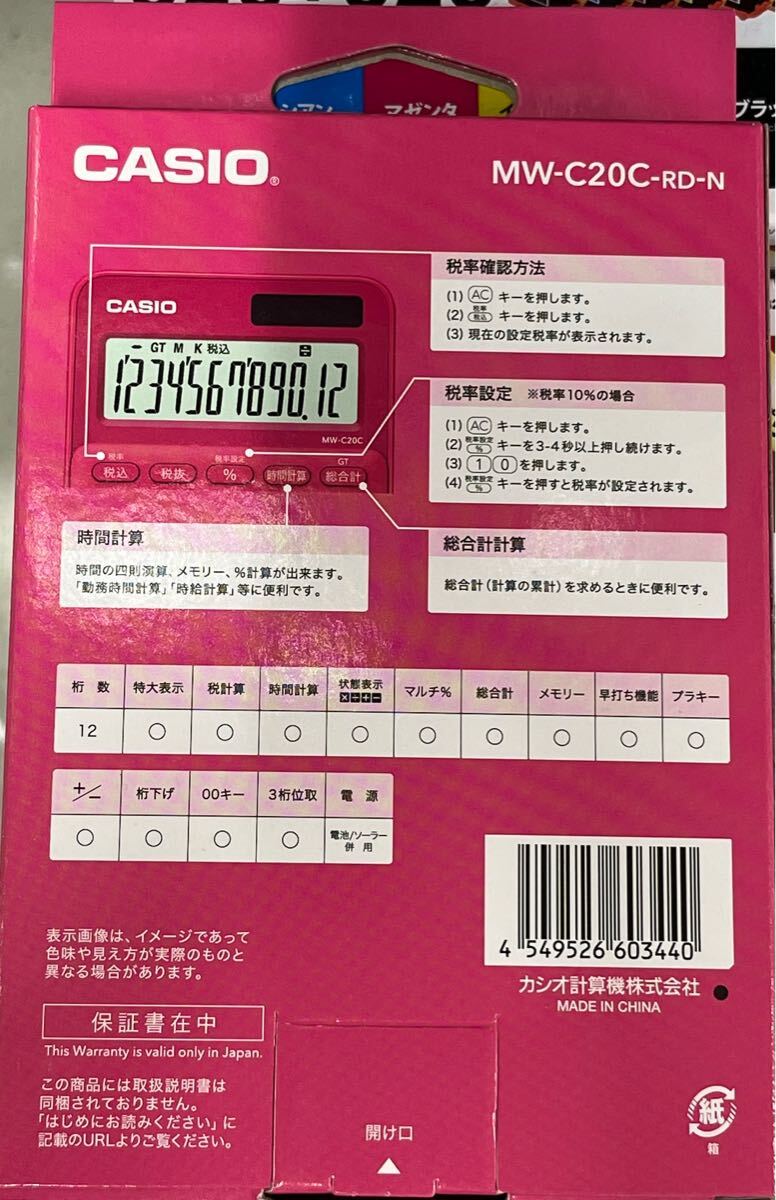 マゼンタ
CASIO®
MW-C20C-RD-N
税率確認方法
(1) AC キーを押します。
(2) 税率 税込 キーを押します。
(3) 現在の設定税率が表示されます。
CASIO
GT M K 税込
1'234'567'890.12
MW-C20C
税率
税率設定
GT
税込
税抜
%
時間計算
総合計
税率設定 ※税率10%の場合
(1) AC キーを押します。
(2) 税率設定 % キーを3-4秒以上押し続けます。
(3) 1 0 を押します。
(4) 税率設定 % キーを押すと税率が設定されます。
時間計算
時間の四則演算、メモリー、%計算が出来ます。
「勤務時間計算」「時給計算」等に便利です。
総合計計算
総合計(計算の累計)を求めるときに便利です。
桁 数 特大表示 税計算 時間計算 状態表示 ×÷+− マルチ% 総合計 メモリー 早打ち機能 プラキー
12 ○ ○ ○ ○ ○ ○ ○ ○ ○
+/− 桁下げ 00キー 3桁位取 電 源
○ ○ ○ ○ 電池/ソーラー併 用
4 549526 603440
カシオ計算機株式会社
MADE IN CHINA
表示画像は、イメージであって
色味や見え方が実際のものと
異なる場合があります。
保証書在中
This Warranty is valid only in Japan.
この商品には取扱説明書は
同梱されておりません。
「はじめにお読みください」に
記載のURLよりご覧ください。
開け口
紙
箱